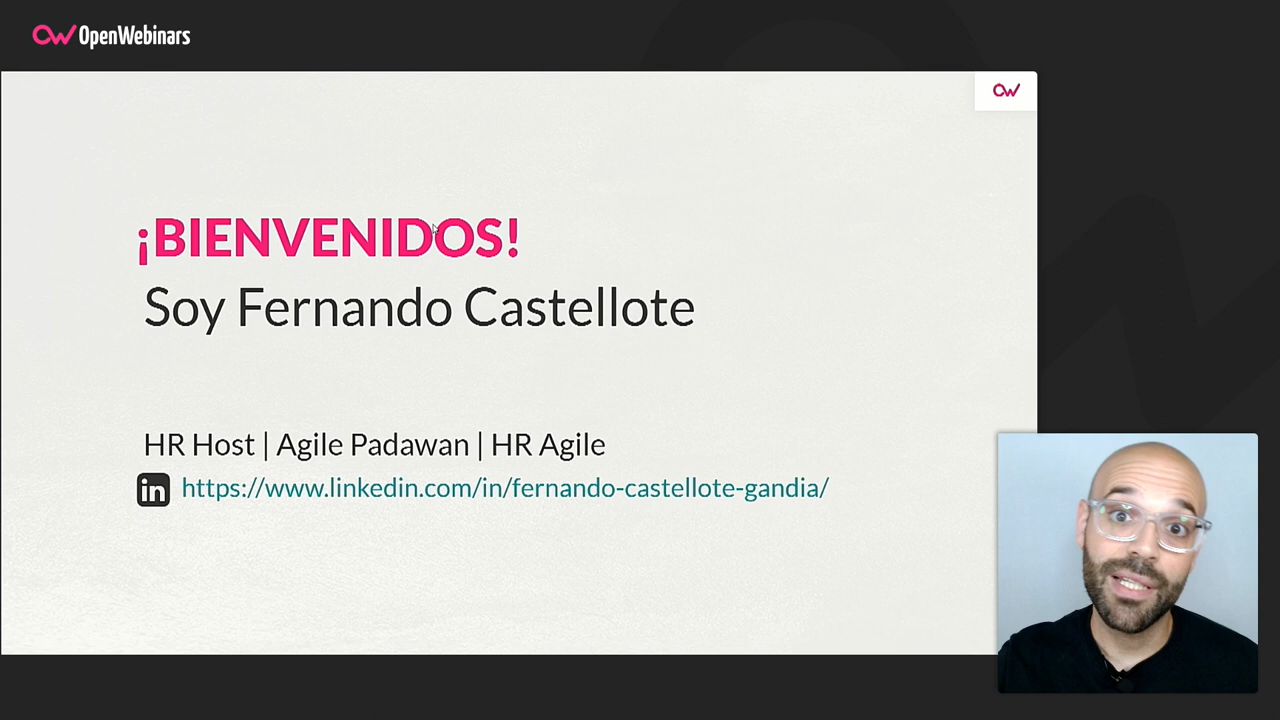 OpenWebinars
¡BIENVENIDOS!
Soy Fernando Castellote
HR Host | Agile Padawan | HR Agile
in https://www.linkedin.com/in/fernando-castellote-gandia/